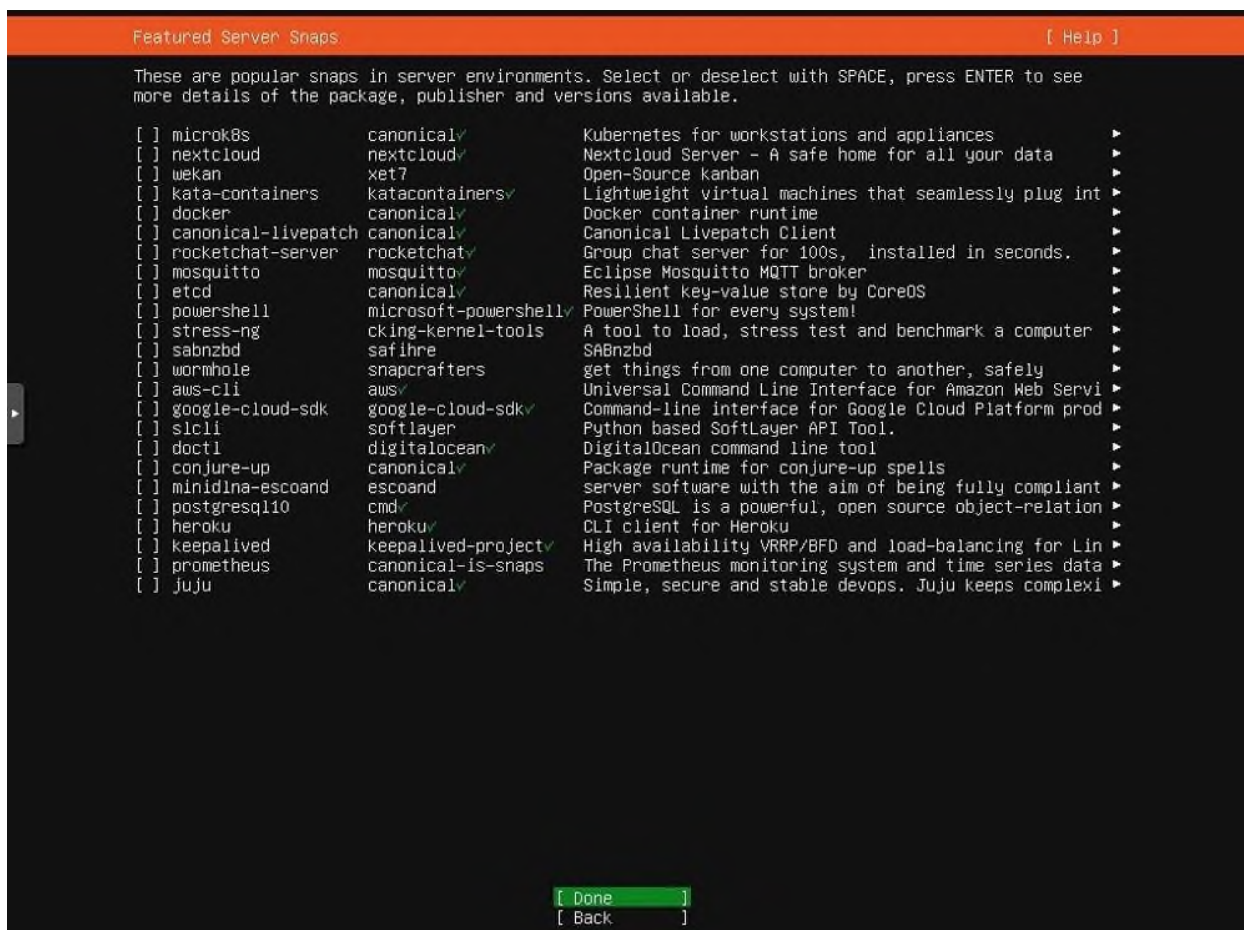 Featured Server Snaps [ Help ]
These are popular snaps in server environments. Select or deselect with SPACE, press ENTER to see
more details of the package, publisher and versions available.
[ ] microk8s canonical✓ Kubernetes for workstations and appliances ►
[ ] nextcloud nextcloud✓ Nextcloud Server – A safe home for all your data ►
[ ] wekan xet7 Open-Source kanban ►
[ ] kata-containers katacontainers✓ Lightweight virtual machines that seamlessly plug int ►
[ ] docker canonical✓ Docker container runtime ►
[ ] canonical-livepatch canonical✓ Canonical Livepatch Client ►
[ ] rocketchat-server rocketchat✓ Group chat server for 100s, installed in seconds. ►
[ ] mosquitto mosquitto✓ Eclipse Mosquitto MQTT broker ►
[ ] etcd canonical✓ Resilient key-value store by CoreOS ►
[ ] powershell microsoft-powershell✓ PowerShell for every system! ►
[ ] stress-ng cking-kernel-tools A tool to load, stress test and benchmark a computer ►
[ ] sabnzbd safihre SABnzbd ►
[ ] wormhole snapcrafters get things from one computer to another, safely ►
[ ] aws-cli aws✓ Universal Command Line Interface for Amazon Web Servi ►
[ ] google-cloud-sdk google-cloud-sdk✓ Command-line interface for Google Cloud Platform prod ►
[ ] slcli softlayer Python based SoftLayer API Tool. ►
[ ] doctl digitalocean✓ DigitalOcean command line tool ►
[ ] conjure-up canonical✓ Package runtime for conjure-up spells ►
[ ] minidlna-escoand escoand server software with the aim of being fully compliant ►
[ ] postgresql10 cmd✓ PostgreSQL is a powerful, open source object-relation ►
[ ] heroku heroku✓ CLI client for Heroku ►
[ ] keepalived keepalived-project✓ High availability VRRP/BFD and load-balancing for Lin ►
[ ] prometheus canonical-is-snaps The Prometheus monitoring system and time series data ►
[ ] juju canonical✓ Simple, secure and stable devops. Juju keeps complexi ►
[ Done ]
[ Back ]